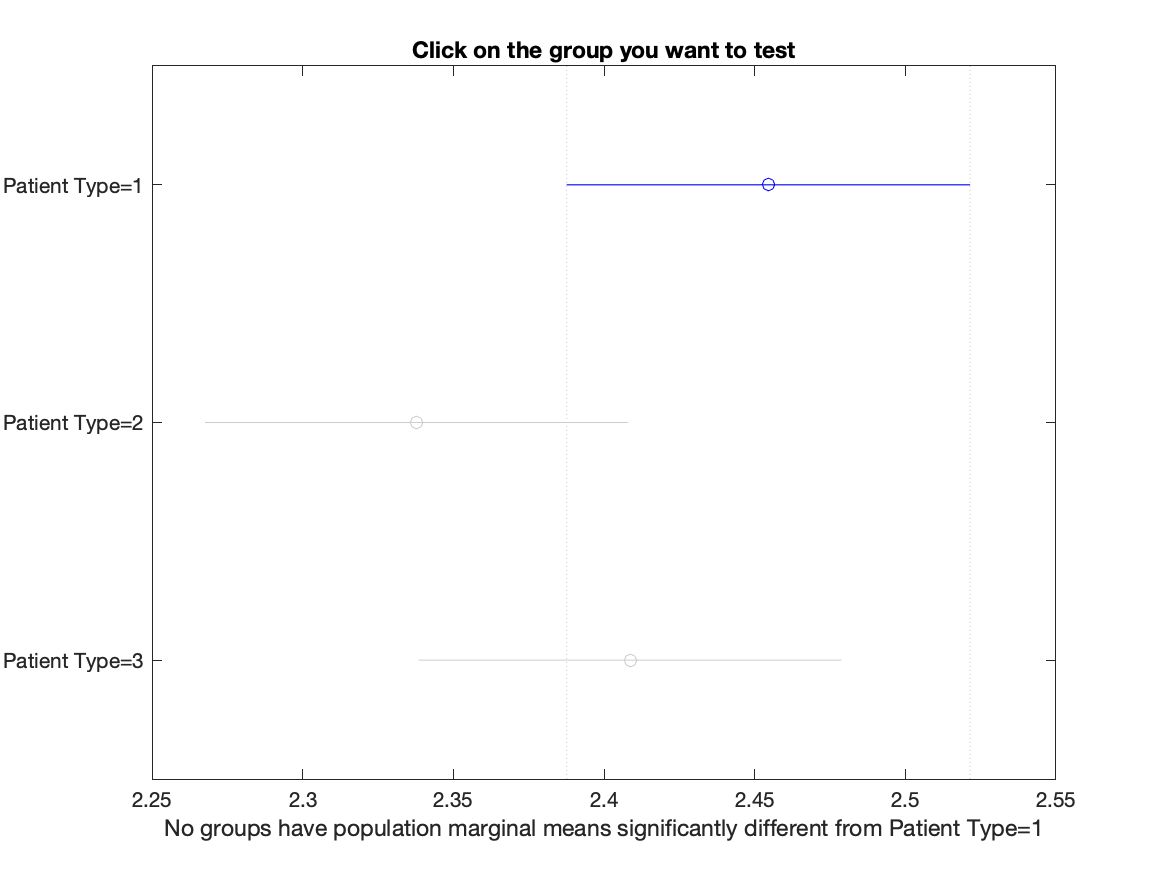 Click on the group you want to test
Patient Type=1
Patient Type=2
Patient Type=3
2.25 2.3 2.35 2.4 2.45 2.5 2.55
No groups have population marginal means significantly different from Patient Type=1